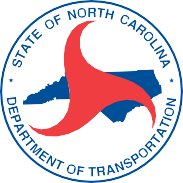 STATE OF NORTH CAROLINA
DEPARTMENT OF TRANSPORTATION